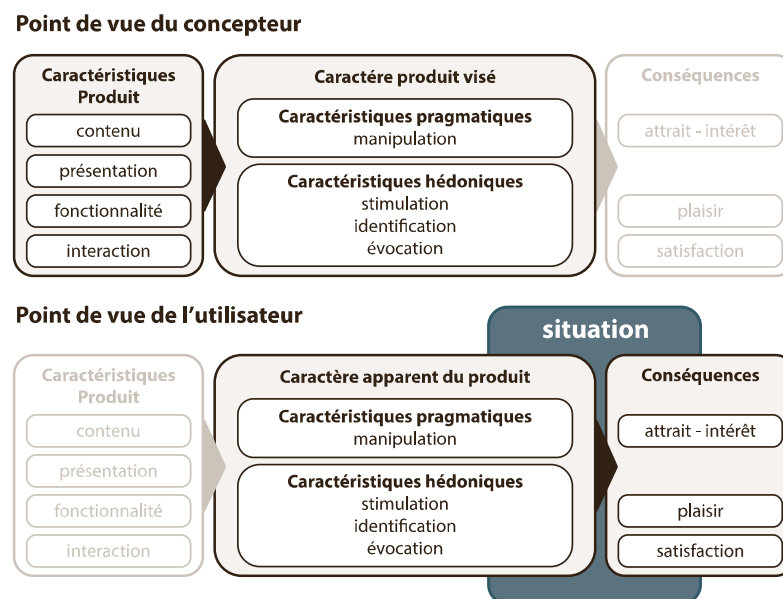 Point de vue du concepteur
Caractéristiques
Produit
contenu
présentation
fonctionnalité
interaction
Caractére produit visé
Caractéristiques pragmatiques
manipulation
Caractéristiques hédoniques
stimulation
identification
évocation
Conséquences
attrait - intérêt
plaisir
satisfaction
Point de vue de l'utilisateur
situation
Caractéristiques
Produit
contenu
présentation
fonctionnalité
interaction
Caractère apparent du produit
Caractéristiques pragmatiques
manipulation
Caractéristiques hédoniques
stimulation
identification
évocation
Conséquences
attrait - intérêt
plaisir
satisfaction